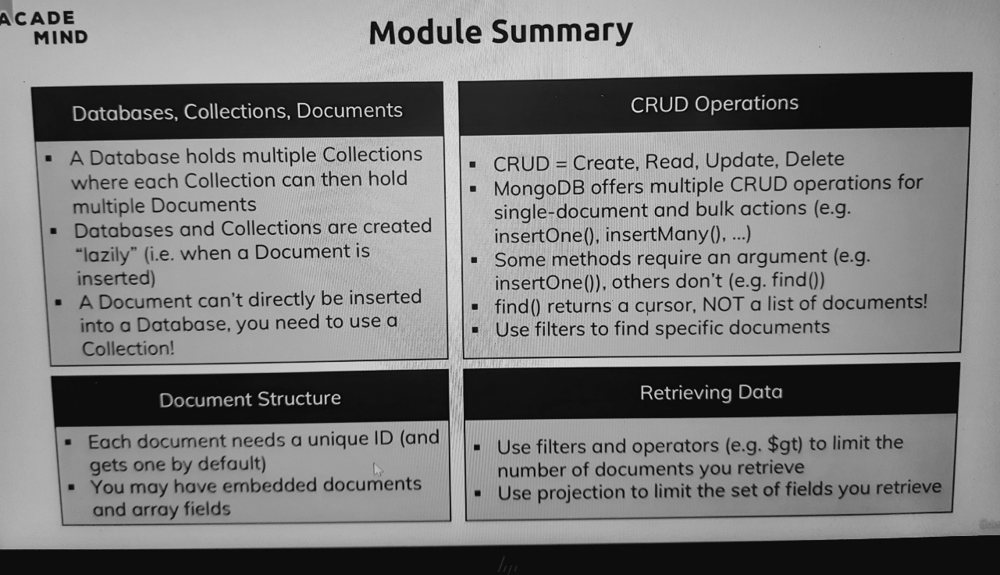 ACADE
MIND
Module Summary
Databases, Collections, Documents
▪ A Database holds multiple Collections
where each Collection can then hold
multiple Documents
▪ Databases and Collections are created
“lazily” (i.e. when a Document is
inserted)
▪ A Document can’t directly be inserted
into a Database, you need to use a
Collection!
CRUD Operations
▪ CRUD = Create, Read, Update, Delete
▪ MongoDB offers multiple CRUD operations for
single-document and bulk actions (e.g.
insertOne(), insertMany(), ...)
▪ Some methods require an argument (e.g.
insertOne()), others don’t (e.g. find())
▪ find() returns a cursor, NOT a list of documents!
▪ Use filters to find specific documents
Document Structure
▪ Each document needs a unique ID (and
gets one by default)
▪ You may have embedded documents
and array fields
Retrieving Data
▪ Use filters and operators (e.g. $gt) to limit the
number of documents you retrieve
▪ Use projection to limit the set of fields you retrieve
hp